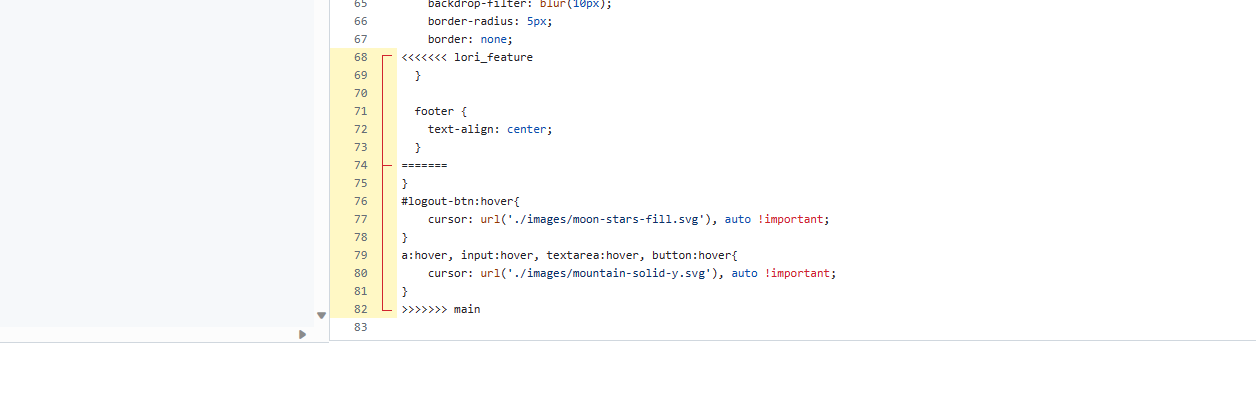 65 backdrop-filter: blur(10px);
66 border-radius: 5px;
67 border: none;
68 <<<<<<< lori_feature
69 }
70
71 footer {
72 text-align: center;
73 }
74 =======
75 }
76 #logout-btn:hover{
77 cursor: url('./images/moon-stars-fill.svg'), auto !important;
78 }
79 a:hover, input:hover, textarea:hover, button:hover{
80 cursor: url('./images/mountain-solid-y.svg'), auto !important;
81 }
82 >>>>>>> main
83